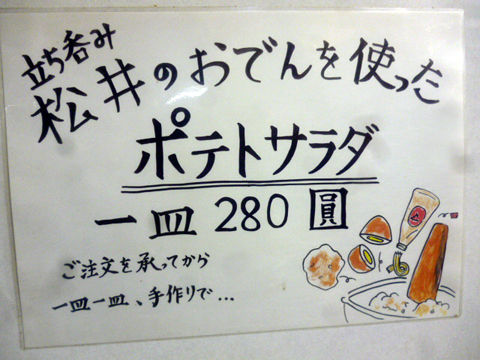 立ち呑み
松井のおでんを使った
ポテトサラダ
一皿 280 圓
ご注文を承ってから
一皿一皿、手作りで...